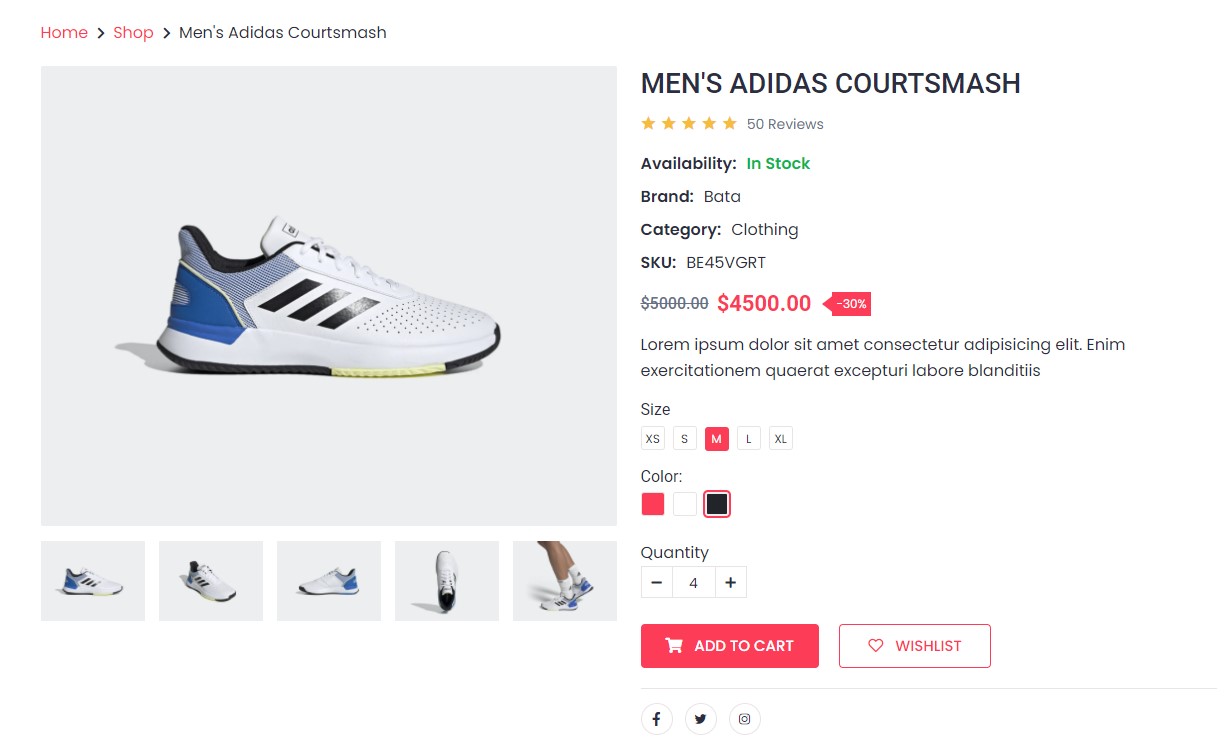 Home > Shop > Men's Adidas Courtsmash
MEN'S ADIDAS COURTSMASH
50 Reviews
Availability: In Stock
Brand: Bata
Category: Clothing
SKU: BE45VGRT
$5000.00 $4500.00 -30%
Lorem ipsum dolor sit amet consectetur adipisicing elit. Enim
exercitationem quaerat excepturi labore blanditiis
Size
XS S M L XL
Color:
Quantity
− 4 +
ADD TO CART WISHLIST